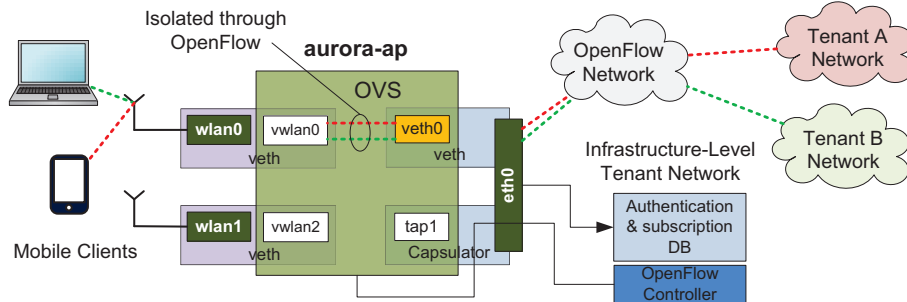 Isolated through
OpenFlow
aurora-ap
OVS
wlan0
vwlan0
veth0
veth
veth
eth0
wlan1
vwlan2
tap1
veth
Capsulator
Mobile Clients
OpenFlow
Network
Tenant A
Network
Tenant B
Network
Infrastructure-Level
Tenant Network
Authentication
& subscription
DB
OpenFlow
Controller